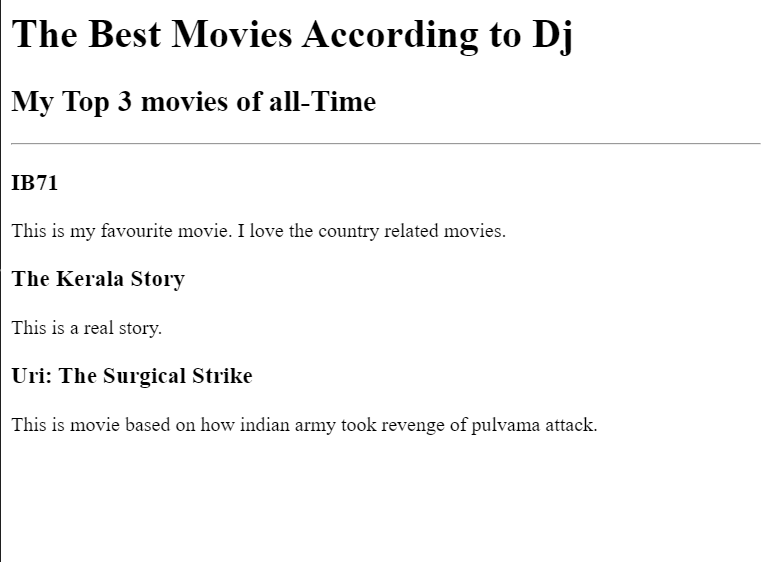 The Best Movies According to Dj
My Top 3 movies of all-Time
IB71
This is my favourite movie. I love the country related movies.
The Kerala Story
This is a real story.
Uri: The Surgical Strike
This is movie based on how indian army took revenge of pulvama attack.